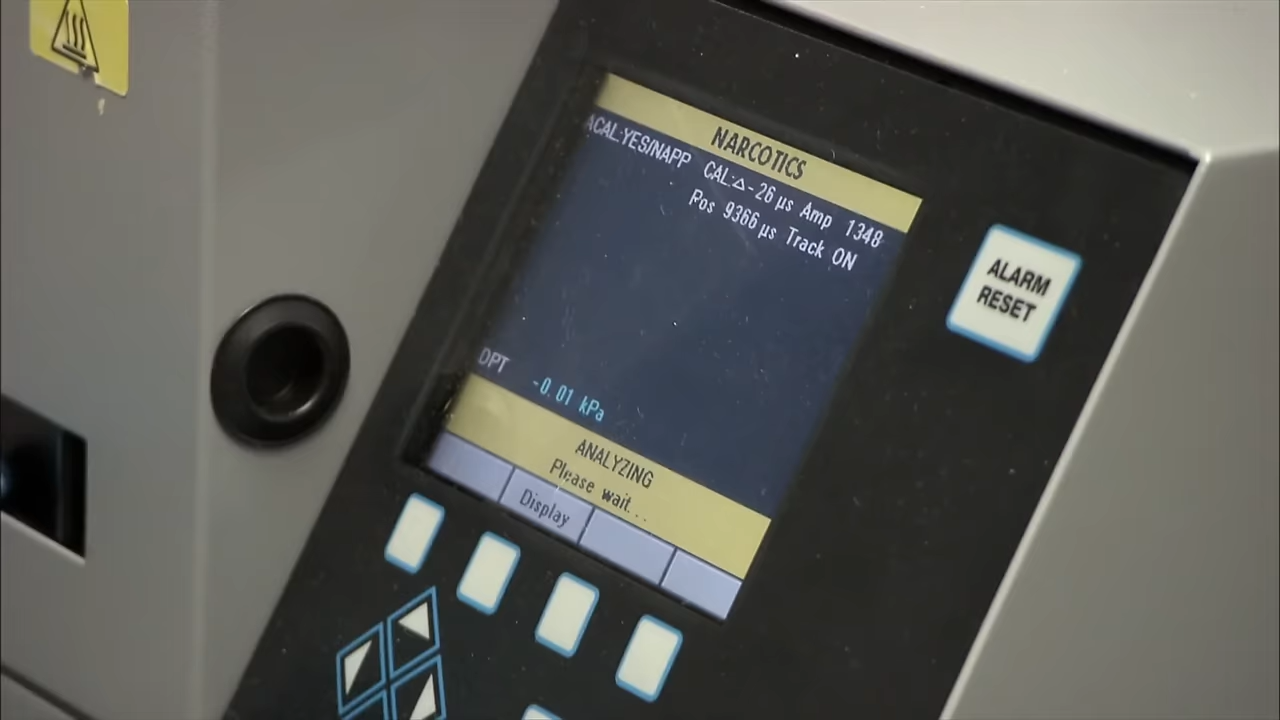 NARCOTICS
ACAL:YES/NAPP CAL:△-26 µs Amp 1348
Pos 9366 µs Track ON
DPT -0.01 kPa
ANALYZING
Please wait...
Display
ALARM
RESET